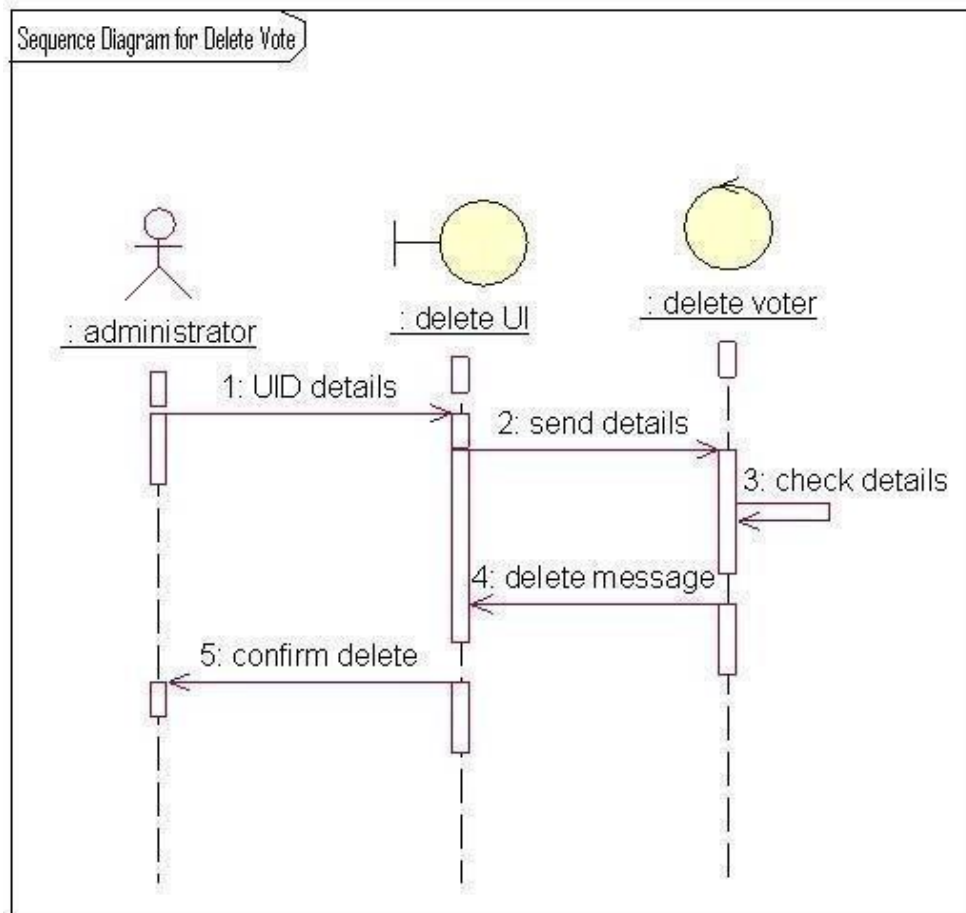 Sequence Diagram for Delete Vote
: administrator
: delete UI
: delete voter
1: UID details
2: send details
3: check details
4: delete message
5: confirm delete